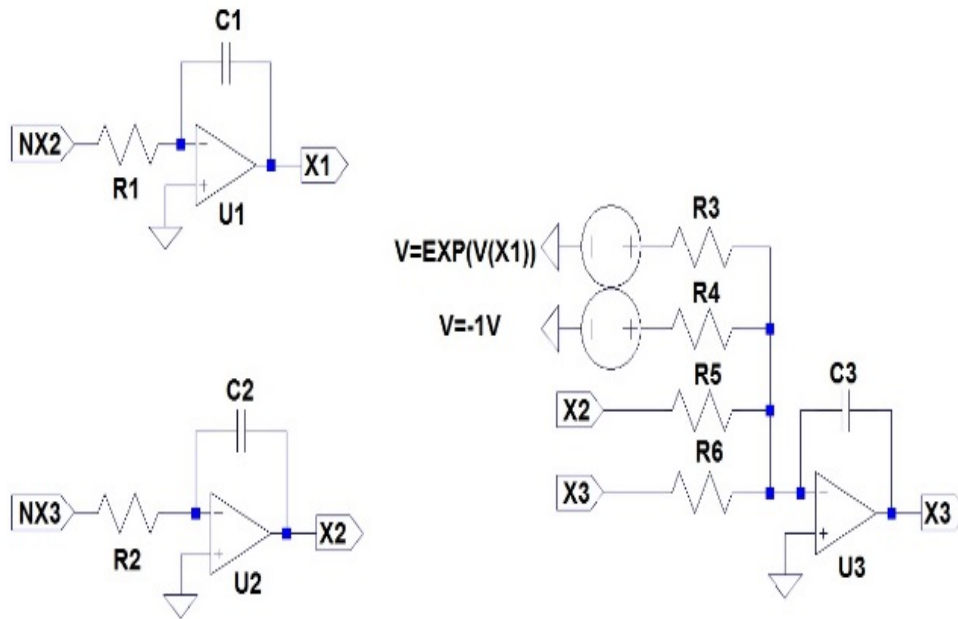 C1
NX2
R1
X1
U1
R3
V=EXP(V(X1))
R4
V=-1V
R5
C2
C3
X2
R6
NX3
R2
X2
U2
X3
X3
U3